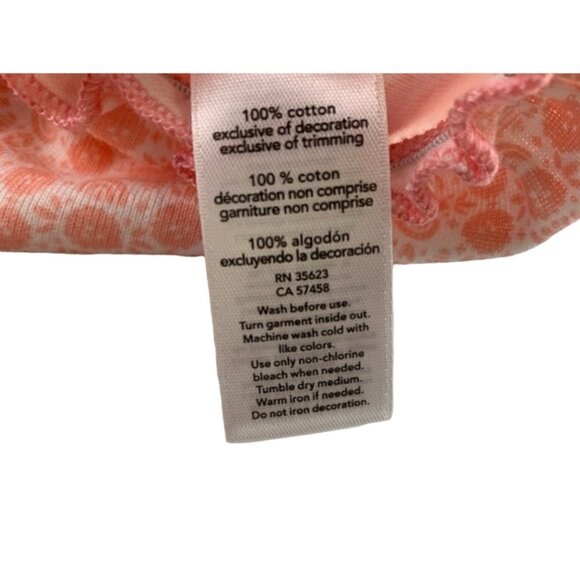 100% cotton
exclusive of decoration
exclusive of trimming
100 % coton
décoration non comprise
garniture non comprise
100% algodón
excluyendo la decoración
RN 35623
CA 57458
Wash before use.
Turn garment inside out.
Machine wash cold with
like colors.
Use only non-chlorine
bleach when needed.
Tumble dry medium.
Warm iron if needed.
Do not iron decoration.